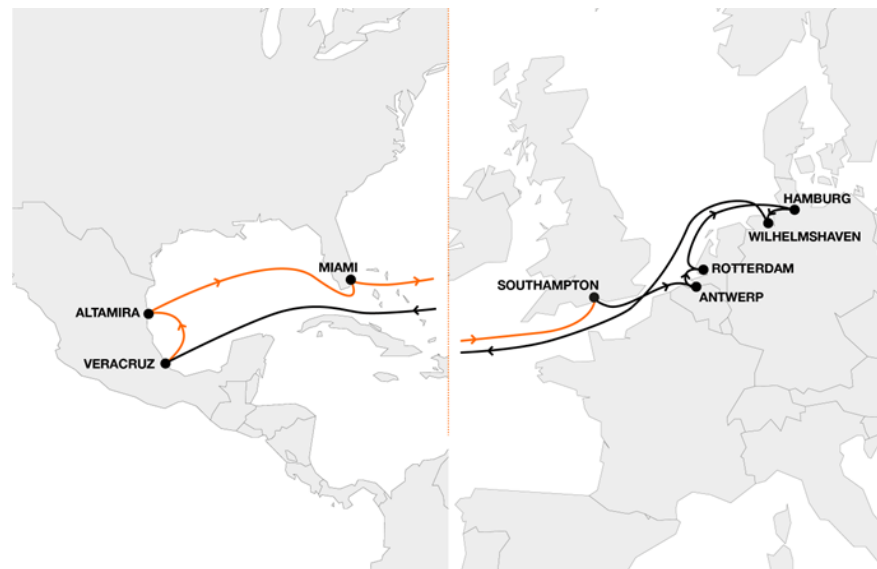 MIAMI
ALTAMIRA
VERACRUZ
HAMBURG
WILHELMSHAVEN
ROTTERDAM
SOUTHAMPTON
ANTWERP